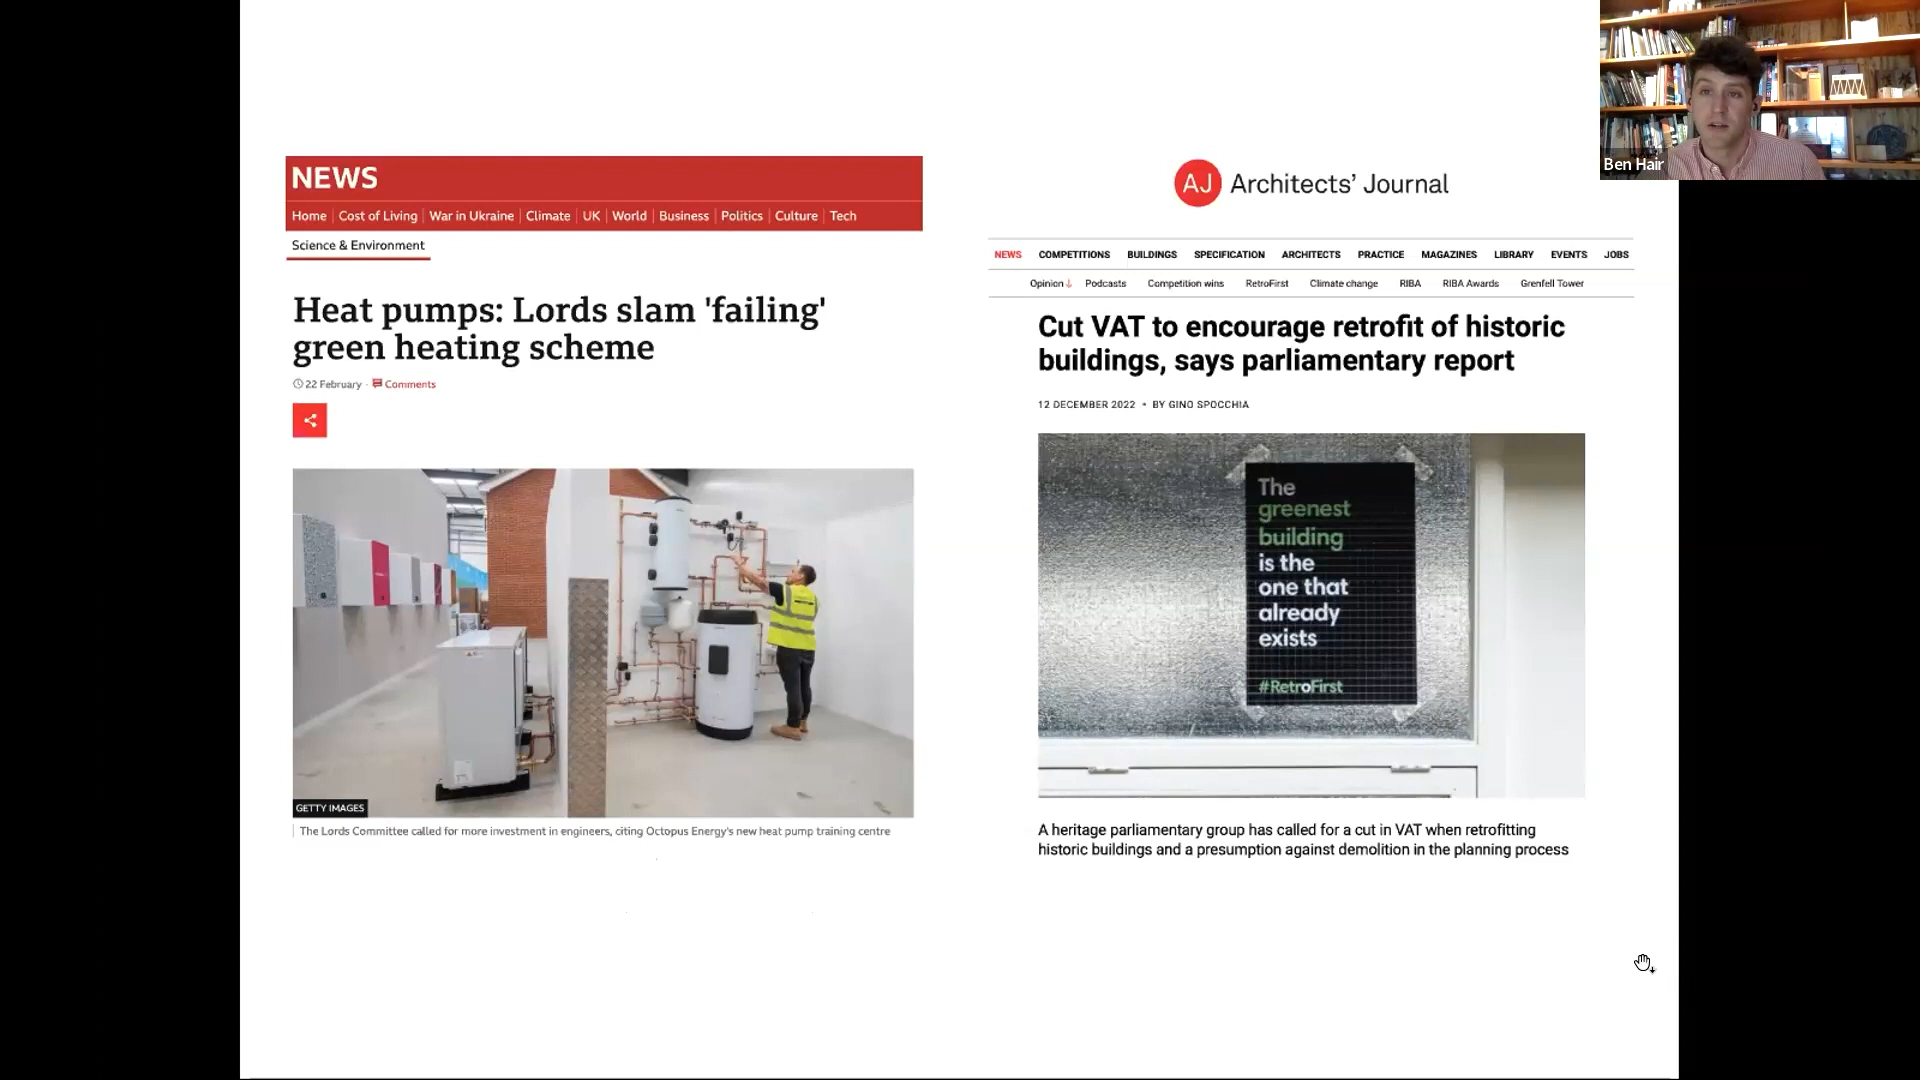 NEWS
Home | Cost of Living | War in Ukraine | Climate | UK | World | Business | Politics | Culture | Tech
Science & Environment
Heat pumps: Lords slam 'failing'
green heating scheme
22 February · Comments
GETTY IMAGES
The Lords Committee called for more investment in engineers, citing Octopus Energy's new heat pump training centre
AJ Architects' Journal
NEWS COMPETITIONS BUILDINGS SPECIFICATION ARCHITECTS PRACTICE MAGAZINES LIBRARY EVENTS JOBS
Opinion ↓ Podcasts Competition wins RetroFirst Climate change RIBA RIBA Awards Grenfell Tower
Cut VAT to encourage retrofit of historic
buildings, says parliamentary report
12 DECEMBER 2022 • BY GINO SPOCCHIA
The
greenest
building
is the
one that
already
exists
#RetroFirst
A heritage parliamentary group has called for a cut in VAT when retrofitting
historic buildings and a presumption against demolition in the planning process
Ben Hair